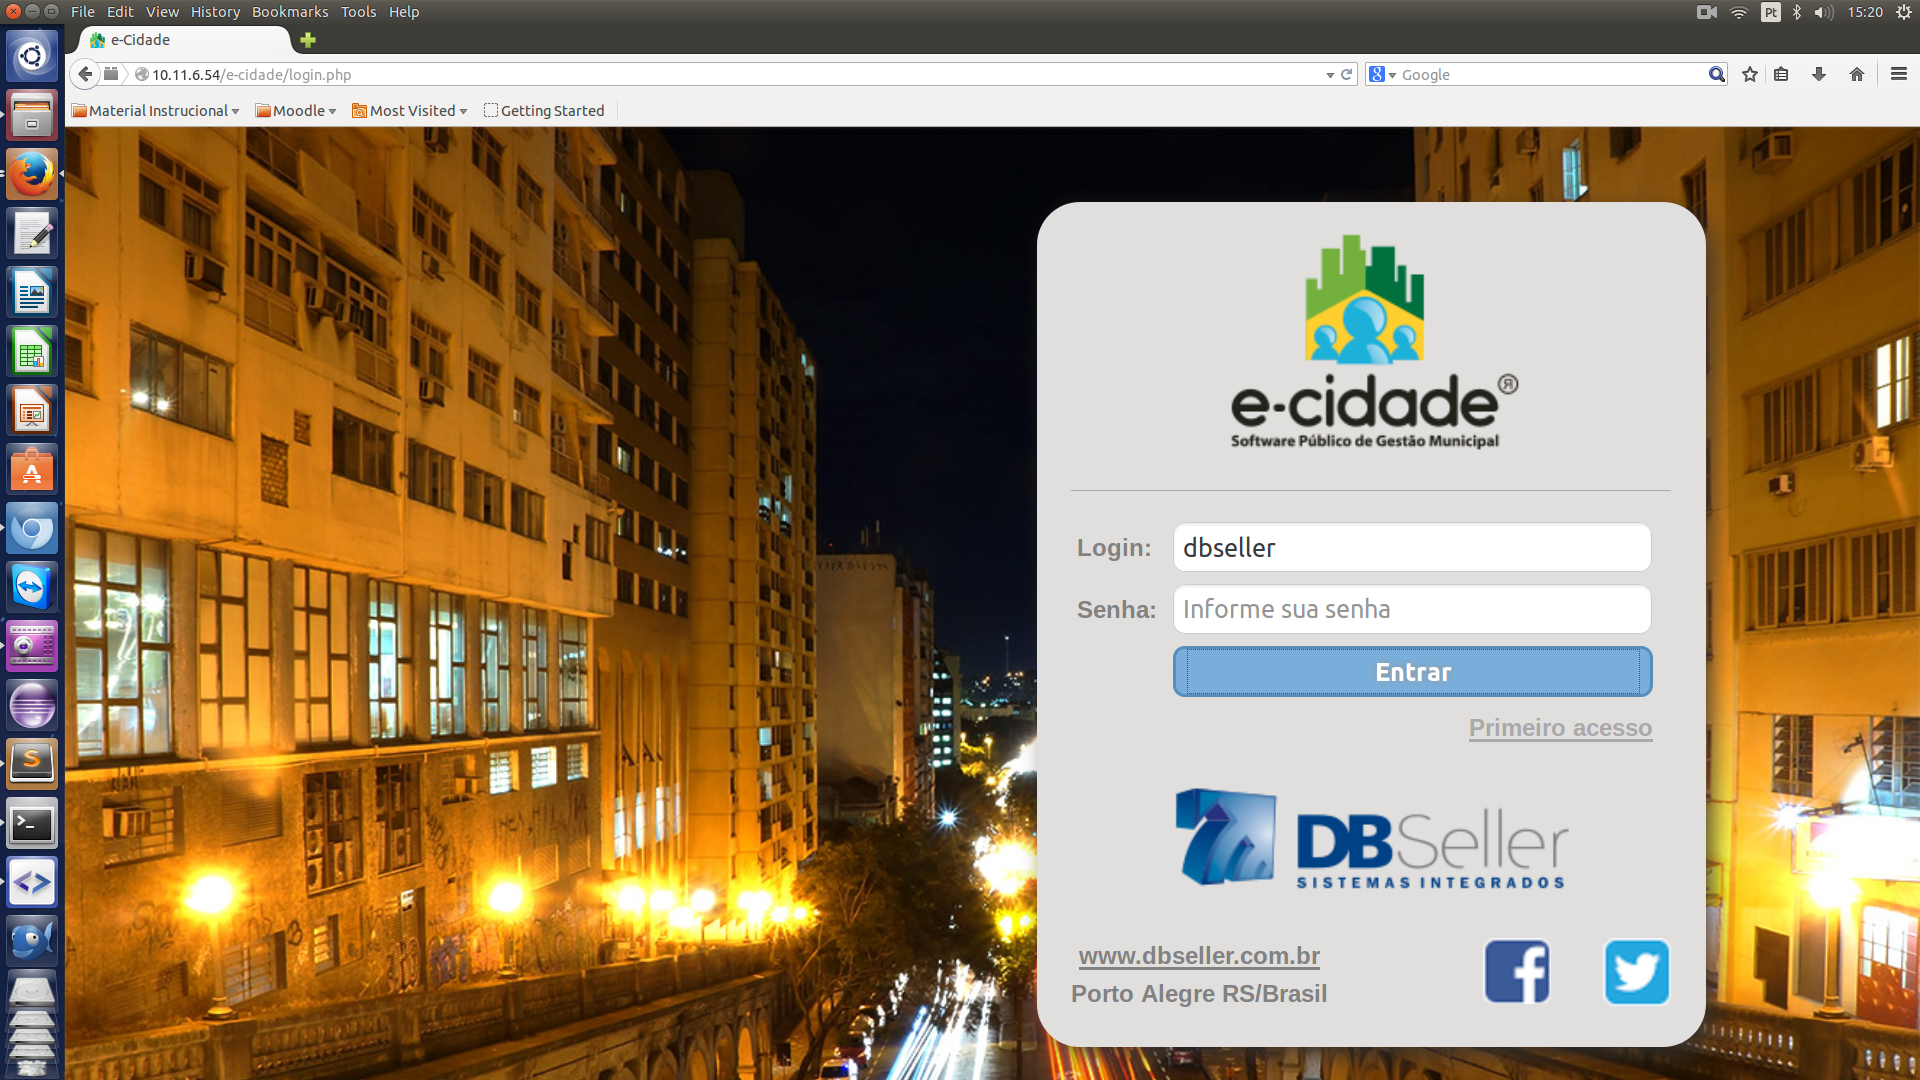 File Edit View History Bookmarks Tools Help
Pt 15:20
e-Cidade
10.11.6.54/e-cidade/login.php
Google
Material Instrucional Moodle Most Visited Getting Started
e-cidade®
Software Público de Gestão Municipal
Login: dbseller
Senha: Informe sua senha
Entrar
Primeiro acesso
DBSeller
SISTEMAS INTEGRADOS
www.dbseller.com.br
Porto Alegre RS/Brasil